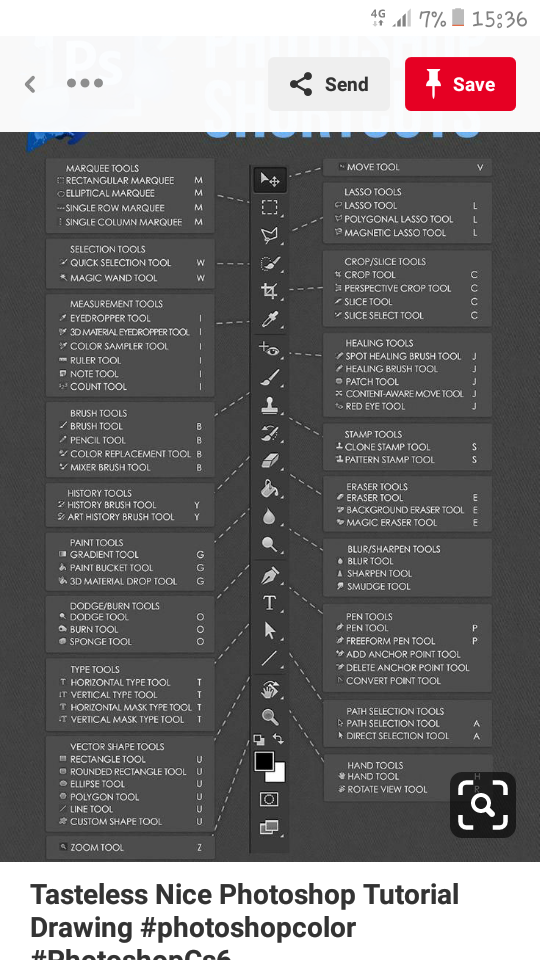 4G 7% 15:36
Ps PHOTOSHOP
SHORTCUTS
Send Save
MARQUEE TOOLS
RECTANGULAR MARQUEE M
ELLIPTICAL MARQUEE M
SINGLE ROW MARQUEE M
SINGLE COLUMN MARQUEE M
SELECTION TOOLS
QUICK SELECTION TOOL W
MAGIC WAND TOOL W
MEASUREMENT TOOLS
EYEDROPPER TOOL I
3D MATERIAL EYEDROPPER TOOL I
COLOR SAMPLER TOOL I
RULER TOOL I
NOTE TOOL I
COUNT TOOL I
BRUSH TOOLS
BRUSH TOOL B
PENCIL TOOL B
COLOR REPLACEMENT TOOL B
MIXER BRUSH TOOL B
HISTORY TOOLS
HISTORY BRUSH TOOL Y
ART HISTORY BRUSH TOOL Y
PAINT TOOLS
GRADIENT TOOL G
PAINT BUCKET TOOL G
3D MATERIAL DROP TOOL G
DODGE/BURN TOOLS
DODGE TOOL O
BURN TOOL O
SPONGE TOOL O
TYPE TOOLS
HORIZONTAL TYPE TOOL T
VERTICAL TYPE TOOL T
HORIZONTAL MASK TYPE TOOL T
VERTICAL MASK TYPE TOOL T
VECTOR SHAPE TOOLS
RECTANGLE TOOL U
ROUNDED RECTANGLE TOOL U
ELLIPSE TOOL U
POLYGON TOOL U
LINE TOOL U
CUSTOM SHAPE TOOL U
ZOOM TOOL Z
MOVE TOOL V
LASSO TOOLS
LASSO TOOL L
POLYGONAL LASSO TOOL L
MAGNETIC LASSO TOOL L
CROP/SLICE TOOLS
CROP TOOL C
PERSPECTIVE CROP TOOL C
SLICE TOOL C
SLICE SELECT TOOL C
HEALING TOOLS
SPOT HEALING BRUSH TOOL J
HEALING BRUSH TOOL J
PATCH TOOL J
CONTENT-AWARE MOVE TOOL J
RED EYE TOOL J
STAMP TOOLS
CLONE STAMP TOOL S
PATTERN STAMP TOOL S
ERASER TOOLS
ERASER TOOL E
BACKGROUND ERASER TOOL E
MAGIC ERASER TOOL E
BLUR/SHARPEN TOOLS
BLUR TOOL
SHARPEN TOOL
SMUDGE TOOL
PEN TOOLS
PEN TOOL P
FREEFORM PEN TOOL P
ADD ANCHOR POINT TOOL
DELETE ANCHOR POINT TOOL
CONVERT POINT TOOL
PATH SELECTION TOOLS
PATH SELECTION TOOL A
DIRECT SELECTION TOOL A
HAND TOOLS
HAND TOOL H
ROTATE VIEW TOOL R
Tasteless Nice Photoshop Tutorial
Drawing #photoshopcolor
#PhotoshopCs6